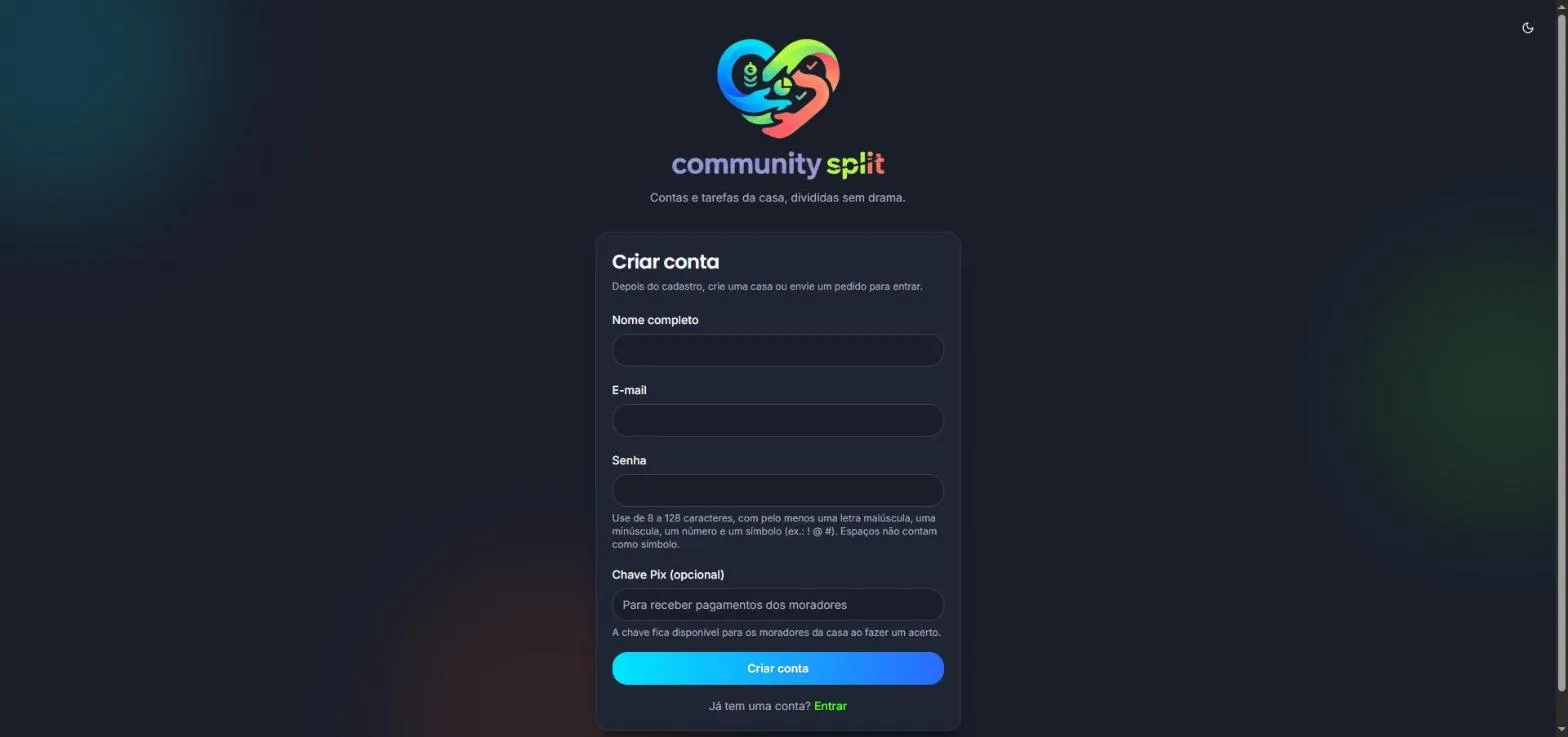 community split
Contas e tarefas da casa, divididas sem drama.
Criar conta
Depois do cadastro, crie uma casa ou envie um pedido para entrar.
Nome completo
E-mail
Senha
Use de 8 a 128 caracteres, com pelo menos uma letra maiúscula, uma
minúscula, um número e um símbolo (ex.: ! @ #). Espaços não contam
como símbolo.
Chave Pix (opcional)
Para receber pagamentos dos moradores
A chave fica disponível para os moradores da casa ao fazer um acerto.
Criar conta
Já tem uma conta? Entrar